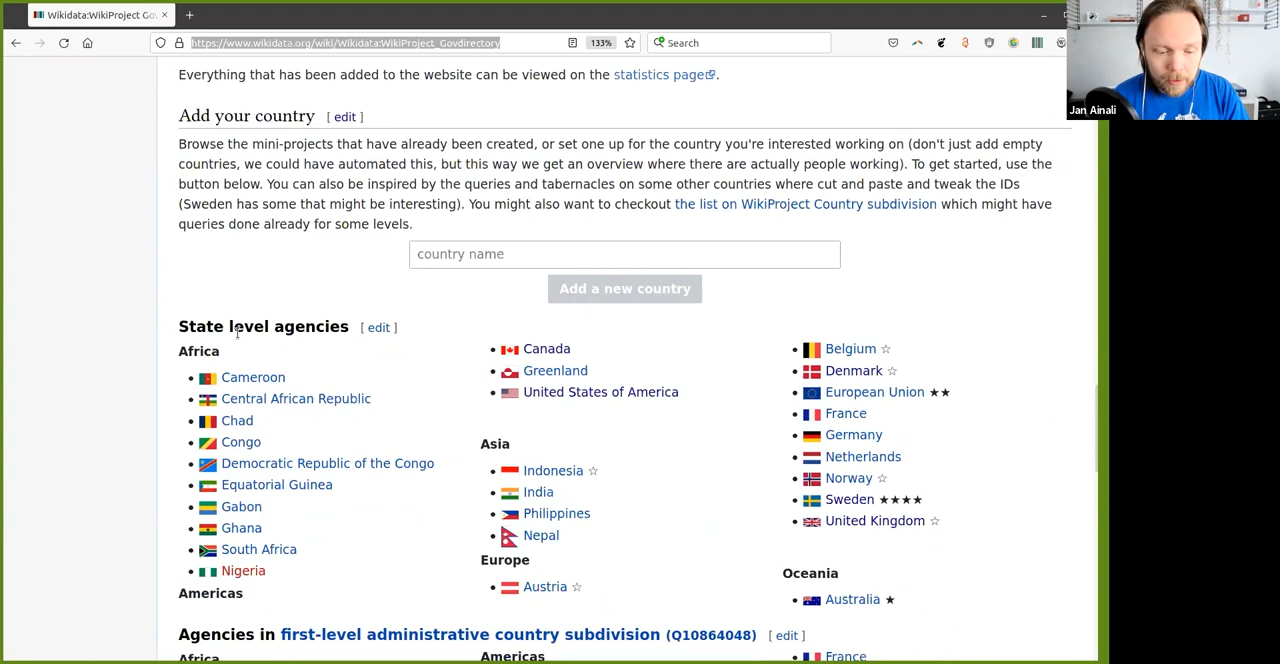 Wikidata:WikiProject Gov
https://www.wikidata.org/wiki/Wikidata:WikiProject_Govdirectory
133%
Search
Jan Ainali
Everything that has been added to the website can be viewed on the statistics page.
Add your country [ edit ]
Browse the mini-projects that have already been created, or set one up for the country you're interested working on (don't just add empty
countries, we could have automated this, but this way we get an overview where there are actually people working). To get started, use the
button below. You can also be inspired by the queries and tabernacles on some other countries where cut and paste and tweak the IDs
(Sweden has some that might be interesting). You might also want to checkout the list on WikiProject Country subdivision which might have
queries done already for some levels.
country name
Add a new country
State level agencies [ edit ]
Africa
• Cameroon
• Central African Republic
• Chad
• Congo
• Democratic Republic of the Congo
• Equatorial Guinea
• Gabon
• Ghana
• South Africa
• Nigeria
Americas
• Canada
• Greenland
• United States of America
Asia
• Indonesia ☆
• India
• Philippines
• Nepal
Europe
• Austria ☆
• Belgium ☆
• Denmark ☆
• European Union ★★
• France
• Germany
• Netherlands
• Norway ☆
• Sweden ★★★★
• United Kingdom ☆
Oceania
• Australia ★
Agencies in first-level administrative country subdivision (Q10864048) [ edit ]
Africa
Americas
• France